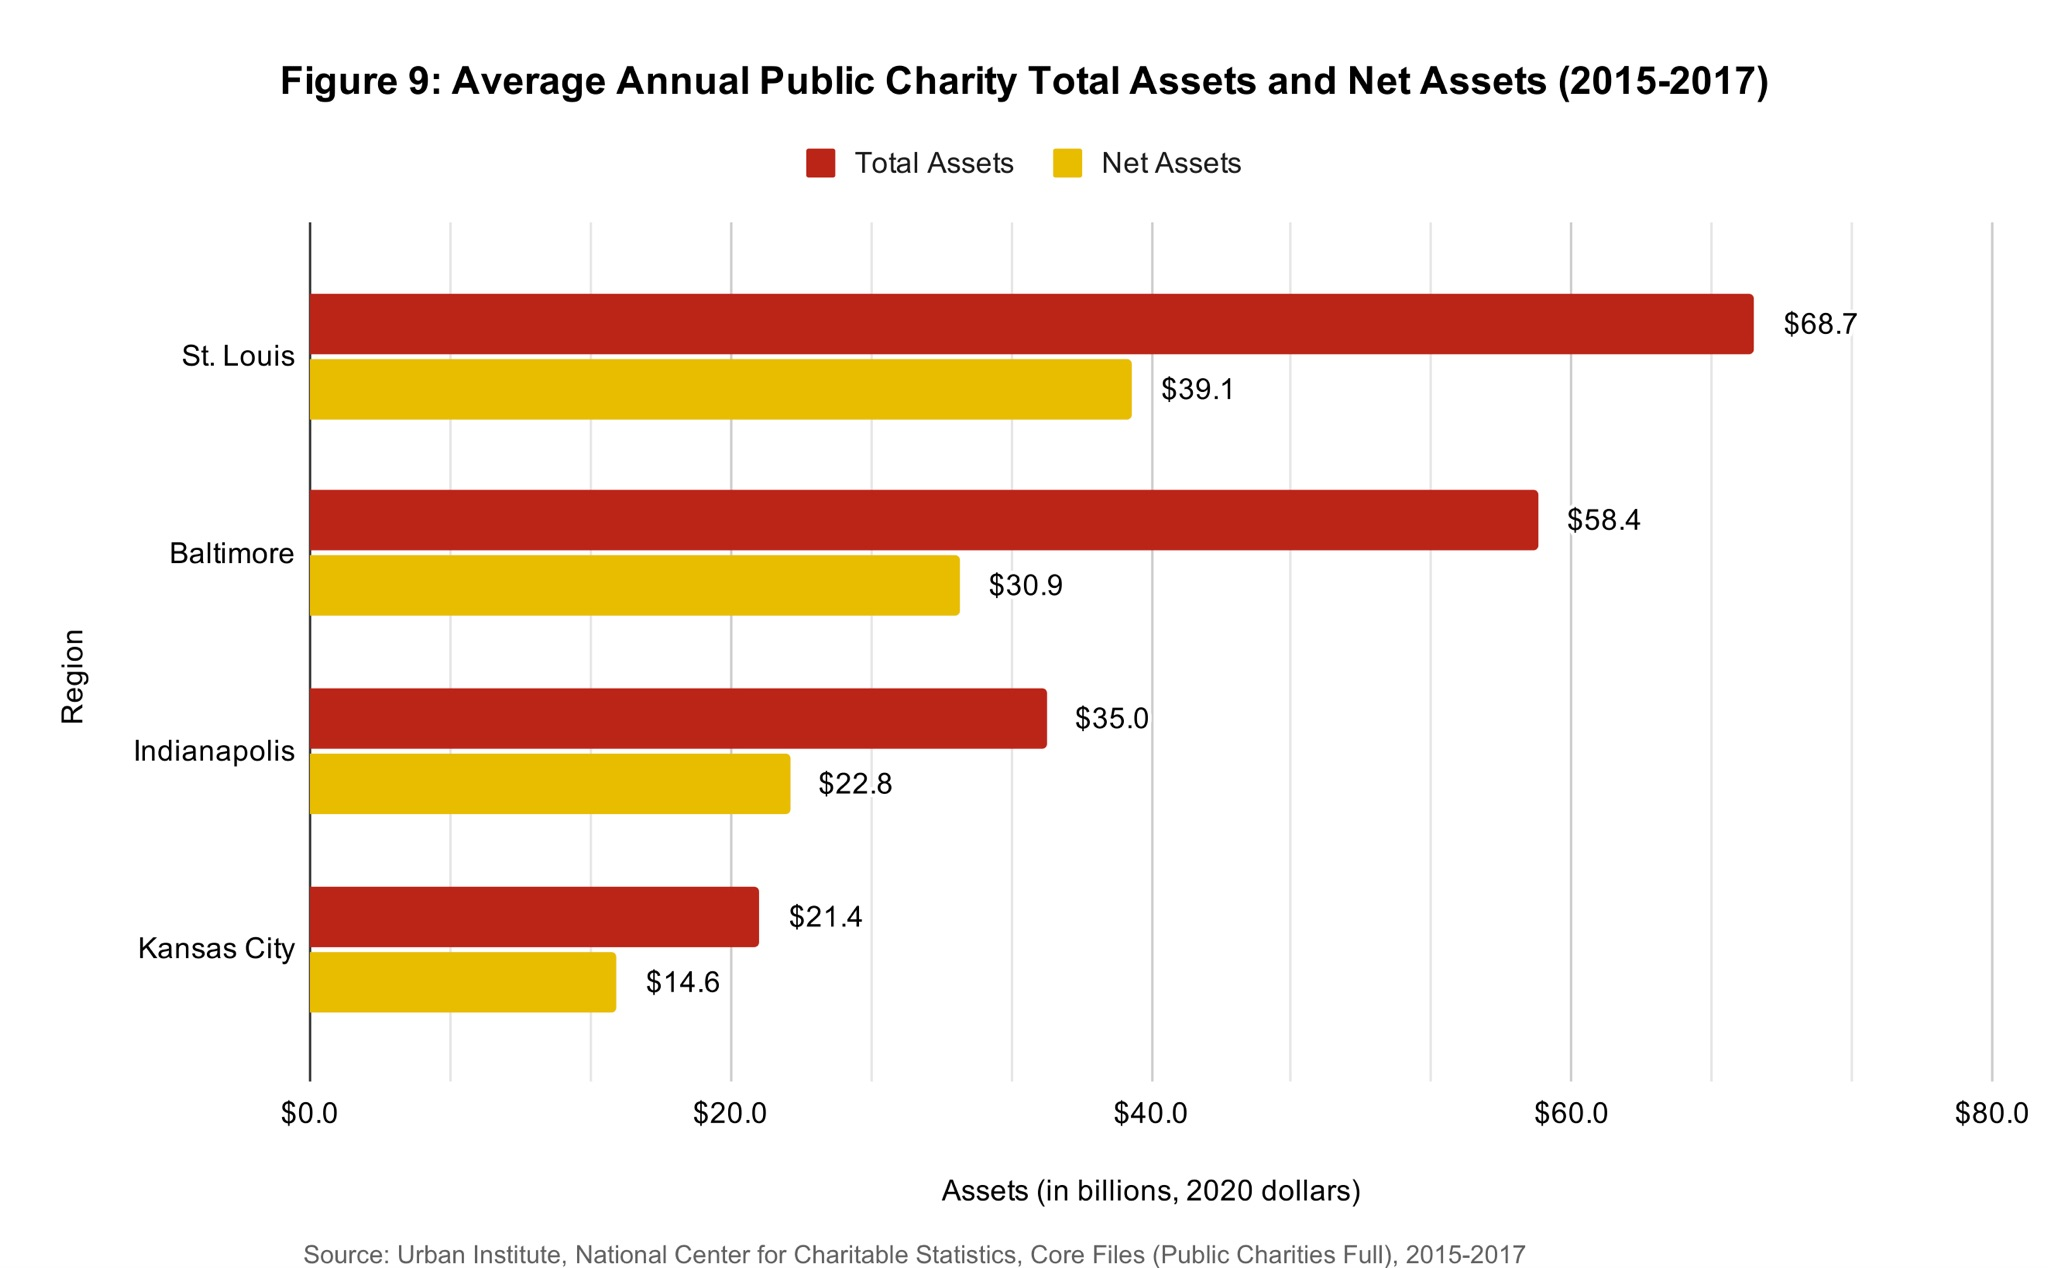 Figure 9: Average Annual Public Charity Total Assets and Net Assets (2015-2017)
Total Assets
Net Assets
Region
St. Louis
$68.7
$39.1
Baltimore
$58.4
$30.9
Indianapolis
$35.0
$22.8
Kansas City
$21.4
$14.6
$0.0
$20.0
$40.0
$60.0
$80.0
Assets (in billions, 2020 dollars)
Source: Urban Institute, National Center for Charitable Statistics, Core Files (Public Charities Full), 2015-2017